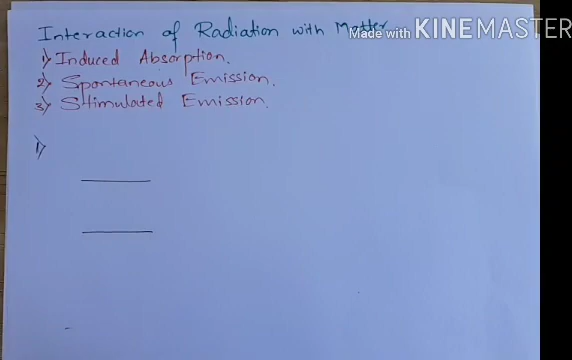 Interaction of Radiation with Matter
Made with KINEMASTER
1) Induced Absorption.
2) Spontaneous Emission.
3) Stimulated Emission.
1)